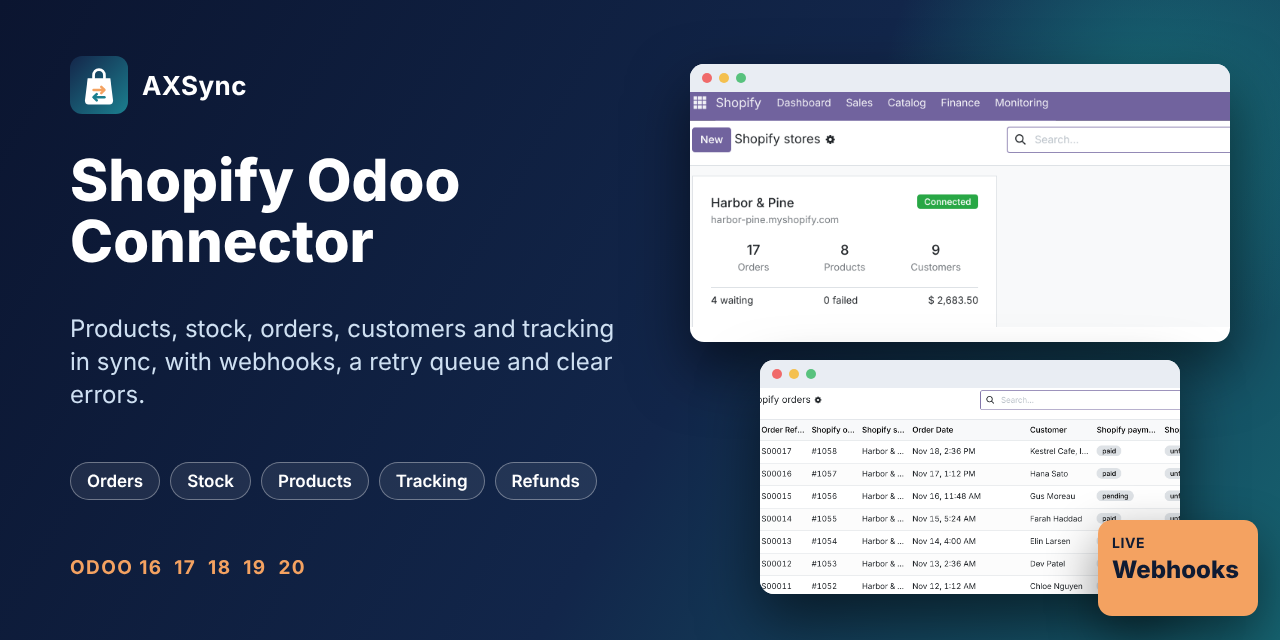 AXSync
Shopify Odoo
Connector
Products, stock, orders, customers and tracking
in sync, with webhooks, a retry queue and clear
errors.
Orders Stock Products Tracking Refunds
ODOO 16 17 18 19 20
Shopify Dashboard Sales Catalog Finance Monitoring
New Shopify stores Search...
Harbor & Pine Connected
harbor-pine.myshopify.com
17 8 9
Orders Products Customers
4 waiting 0 failed $ 2,683.50
opify orders Search...
Order Ref... Shopify o... Shopify s... Order Date Customer Shopify paym... Sho
S00017 #1058 Harbor & ... Nov 18, 2:36 PM Kestrel Cafe, I... paid unf
S00016 #1057 Harbor & ... Nov 17, 1:12 PM Hana Sato paid unf
S00015 #1056 Harbor & ... Nov 16, 11:48 AM Gus Moreau pending unf
S00014 #1055 Harbor & ... Nov 15, 5:24 AM Farah Haddad paid
S00013 #1054 Harbor & ... Nov 14, 4:00 AM Elin Larsen
S00012 #1053 Harbor & ... Nov 13, 2:36 AM Dev Patel
S00011 #1052 Harbor & ... Nov 12, 1:12 AM Chloe Nguyen
LIVE
Webhooks